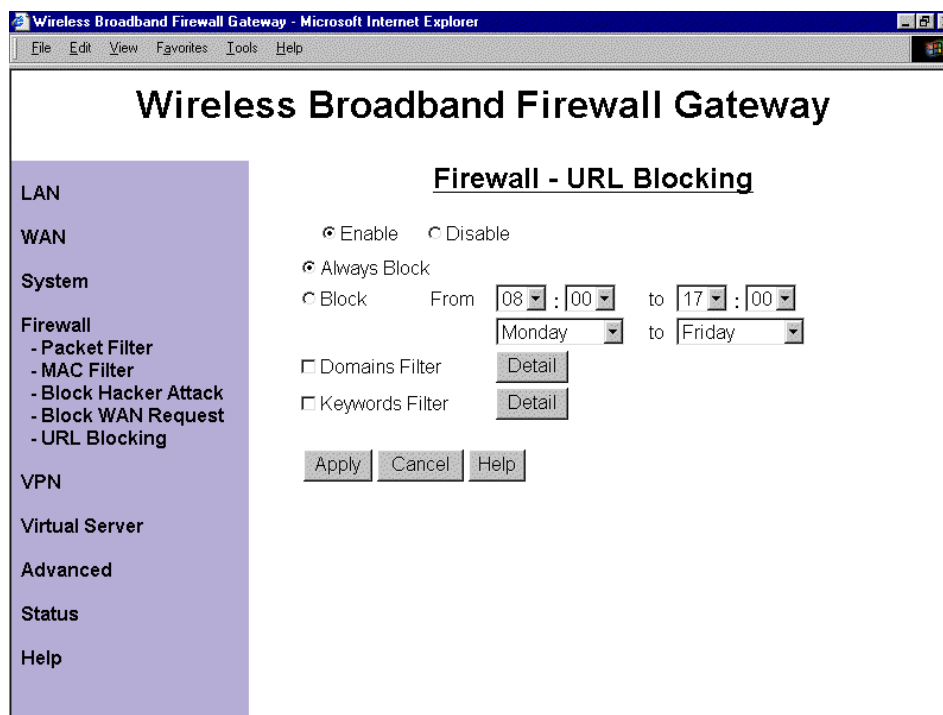 Wireless Broadband Firewall Gateway - Microsoft Internet Explorer
File Edit View Favorites Tools Help
Wireless Broadband Firewall Gateway
LAN
WAN
System
Firewall
- Packet Filter
- MAC Filter
- Block Hacker Attack
- Block WAN Request
- URL Blocking
VPN
Virtual Server
Advanced
Status
Help
Firewall - URL Blocking
Enable Disable
Always Block
Block From 08 : 00 to 17 : 00
Monday to Friday
Domains Filter Detail
Keywords Filter Detail
Apply Cancel Help